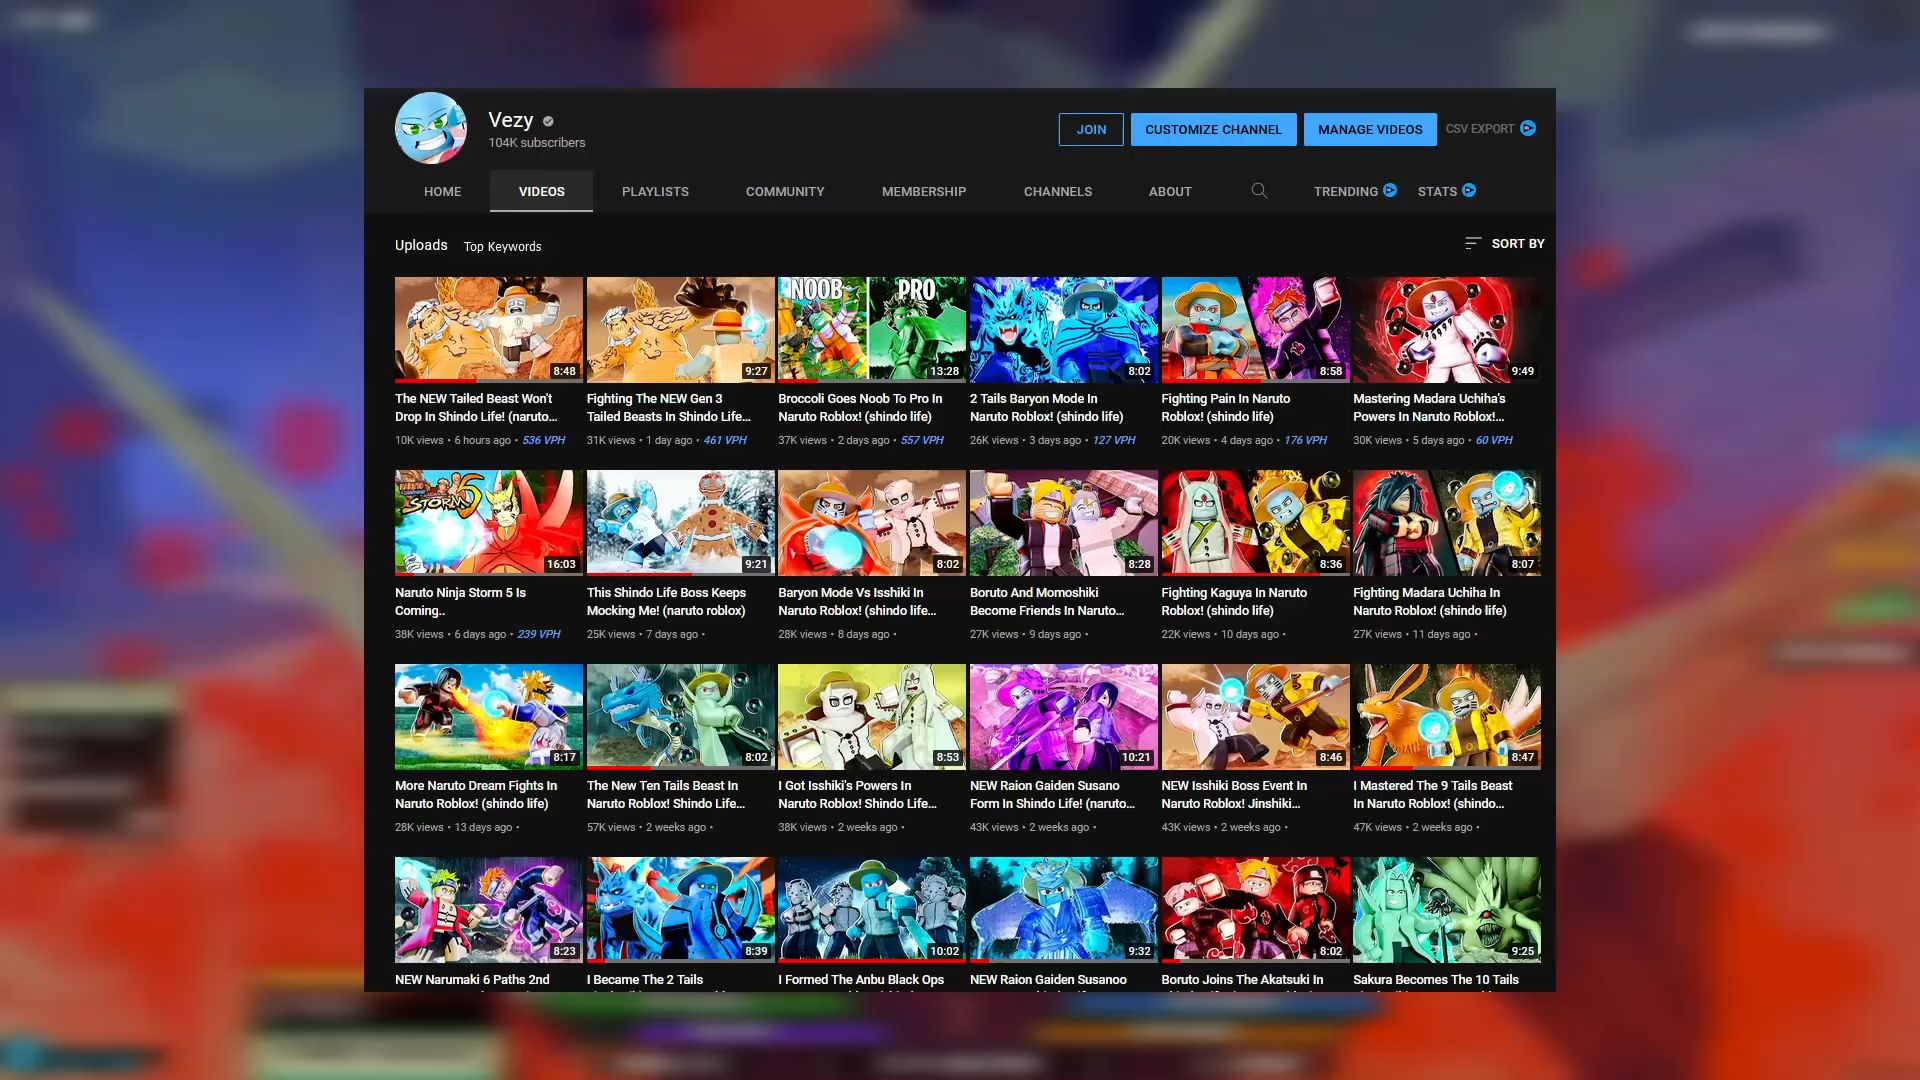 Vezy
104K subscribers
JOIN
CUSTOMIZE CHANNEL
MANAGE VIDEOS
CSV EXPORT
HOME
VIDEOS
PLAYLISTS
COMMUNITY
MEMBERSHIP
CHANNELS
ABOUT
TRENDING
STATS
Uploads
Top Keywords
SORT BY
8:48
9:27
NOOB
PRO
13:28
8:02
8:58
9:49
The NEW Tailed Beast Won't
Drop In Shindo Life! (naruto...
10K views • 6 hours ago • 536 VPH
Fighting The NEW Gen 3
Tailed Beasts In Shindo Life...
31K views • 1 day ago • 461 VPH
Broccoli Goes Noob To Pro In
Naruto Roblox! (shindo life)
37K views • 2 days ago • 557 VPH
2 Tails Baryon Mode In
Naruto Roblox! (shindo life)
26K views • 3 days ago • 127 VPH
Fighting Pain In Naruto
Roblox! (shindo life)
20K views • 4 days ago • 176 VPH
Mastering Madara Uchiha's
Powers In Naruto Roblox!...
30K views • 5 days ago • 60 VPH
STORM 5
16:03
9:21
8:02
8:28
8:36
8:07
Naruto Ninja Storm 5 Is
Coming..
38K views • 6 days ago • 239 VPH
This Shindo Life Boss Keeps
Mocking Me! (naruto roblox)
25K views • 7 days ago •
Baryon Mode Vs Isshiki In
Naruto Roblox! (shindo life...
28K views • 8 days ago •
Boruto And Momoshiki
Become Friends In Naruto...
27K views • 9 days ago •
Fighting Kaguya In Naruto
Roblox! (shindo life)
22K views • 10 days ago •
Fighting Madara Uchiha In
Naruto Roblox! (shindo life)
27K views • 11 days ago •
8:17
8:02
8:53
10:21
8:46
8:47
More Naruto Dream Fights In
Naruto Roblox! (shindo life)
28K views • 13 days ago •
The New Ten Tails Beast In
Naruto Roblox! Shindo Life...
57K views • 2 weeks ago •
I Got Isshiki's Powers In
Naruto Roblox! Shindo Life...
38K views • 2 weeks ago •
NEW Raion Gaiden Susano
Form In Shindo Life! (naruto...
43K views • 2 weeks ago •
NEW Isshiki Boss Event In
Naruto Roblox! Jinshiki...
43K views • 2 weeks ago •
I Mastered The 9 Tails Beast
In Naruto Roblox! (shindo...
47K views • 2 weeks ago •
8:23
8:39
10:02
9:32
8:02
9:25
NEW Narumaki 6 Paths 2nd
I Became The 2 Tails
I Formed The Anbu Black Ops
NEW Raion Gaiden Susanoo
Boruto Joins The Akatsuki In
Sakura Becomes The 10 Tails